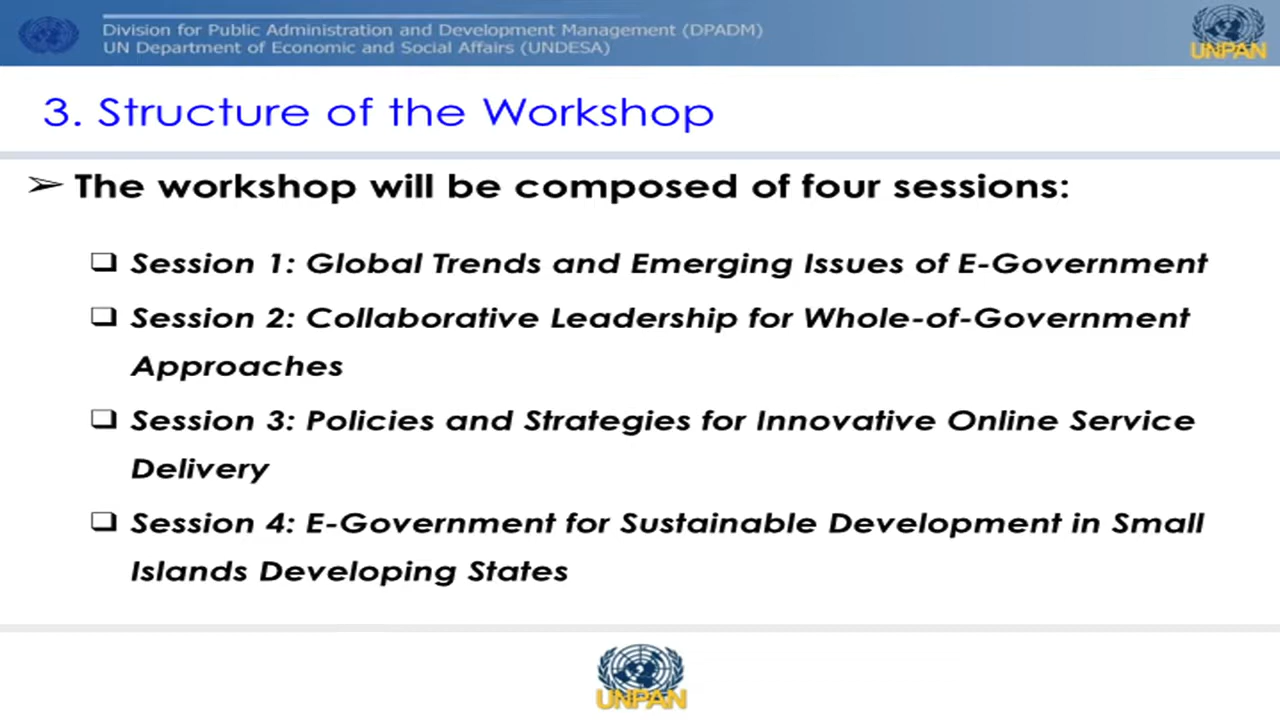 Division for Public Administration and Development Management (DPADM)
UN Department of Economic and Social Affairs (UNDESA)
UNPAN
3. Structure of the Workshop
➢ The workshop will be composed of four sessions:
❑ Session 1: Global Trends and Emerging Issues of E-Government
❑ Session 2: Collaborative Leadership for Whole-of-Government
Approaches
❑ Session 3: Policies and Strategies for Innovative Online Service
Delivery
❑ Session 4: E-Government for Sustainable Development in Small
Islands Developing States
UNPAN